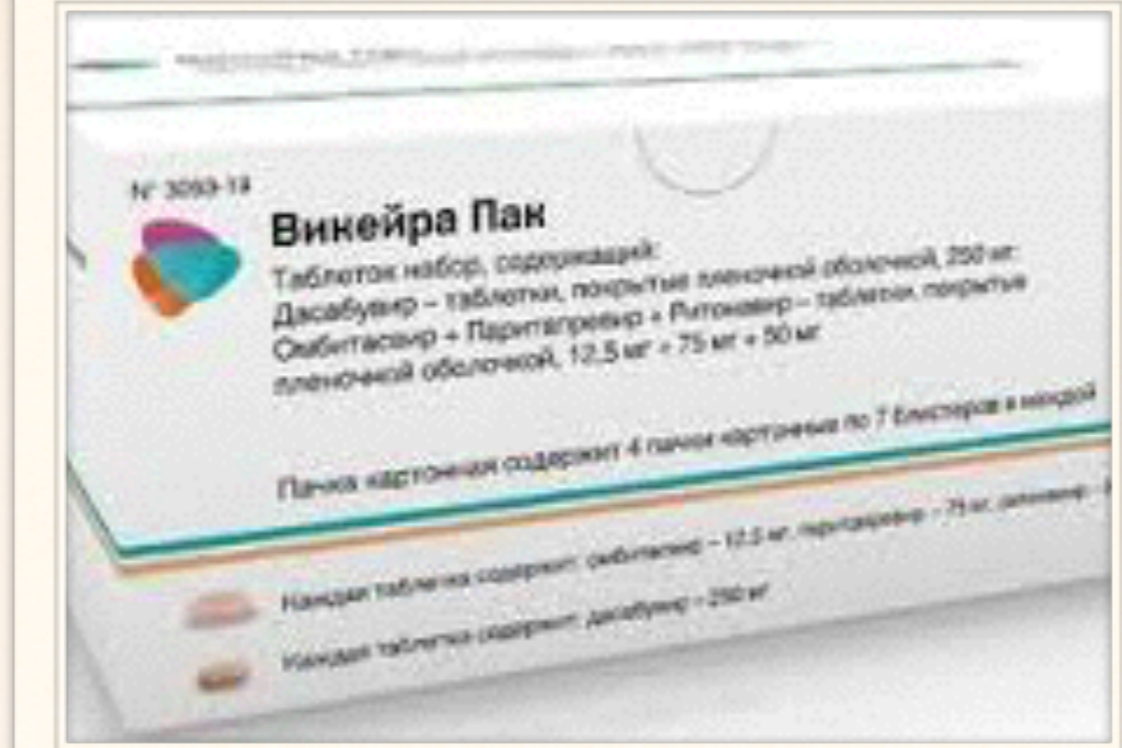 N° 3093-19
Викейра Пак
Таблеток набор, содержащий:
Дасабувир – таблетки, покрытые пленочной оболочкой, 250 мг;
Омбитасвир + Паритапревир + Ритонавир – таблетки, покрытые
пленочной оболочкой, 12,5 мг + 75 мг + 50 мг
Пачка картонная содержит 4 пачки картонные по 7 блистеров в каждой
Каждая таблетка содержит: омбитасвир – 12,5 мг, паритапревир – 75 мг, ритонавир -
Каждая таблетка содержит: дасабувир – 250 мг